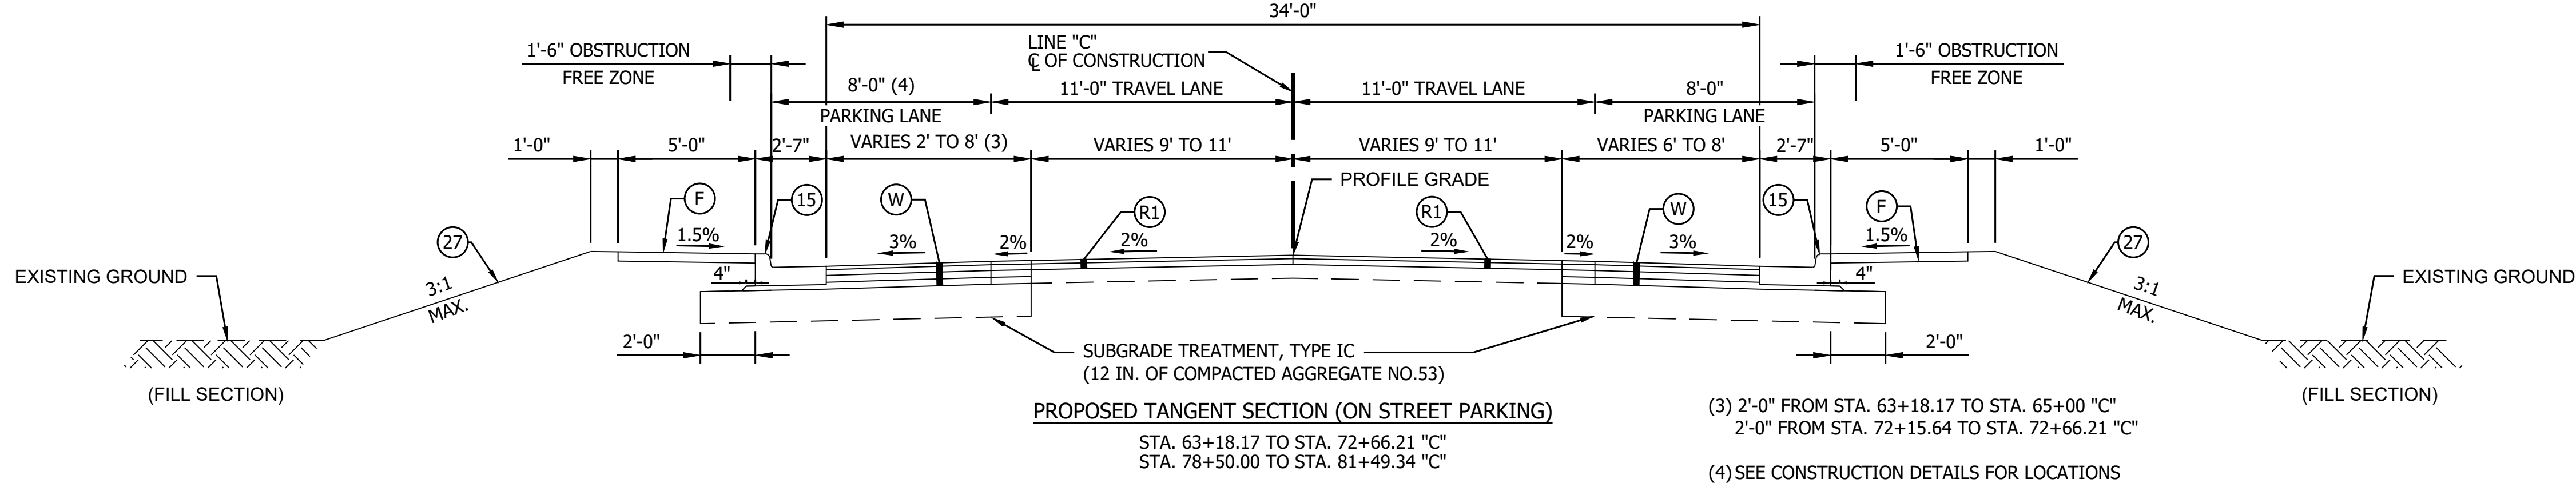 34'-0"
1'-6" OBSTRUCTION
FREE ZONE
LINE "C"
℄ OF CONSTRUCTION
1'-6" OBSTRUCTION
FREE ZONE
8'-0" (4)
PARKING LANE
11'-0" TRAVEL LANE
11'-0" TRAVEL LANE
8'-0"
PARKING LANE
1'-0"
5'-0"
2'-7"
VARIES 2' TO 8' (3)
VARIES 9' TO 11'
VARIES 9' TO 11'
VARIES 6' TO 8'
2'-7"
5'-0"
1'-0"
PROFILE GRADE
F
15
W
R1
R1
W
15
F
27
1.5%
3%
2%
2%
2%
2%
3%
1.5%
27
EXISTING GROUND
3:1
MAX.
4"
4"
3:1
MAX.
EXISTING GROUND
2'-0"
SUBGRADE TREATMENT, TYPE IC
(12 IN. OF COMPACTED AGGREGATE NO.53)
2'-0"
(FILL SECTION)
(FILL SECTION)
PROPOSED TANGENT SECTION (ON STREET PARKING)
STA. 63+18.17 TO STA. 72+66.21 "C"
STA. 78+50.00 TO STA. 81+49.34 "C"
(3) 2'-0" FROM STA. 63+18.17 TO STA. 65+00 "C"
2'-0" FROM STA. 72+15.64 TO STA. 72+66.21 "C"
(4) SEE CONSTRUCTION DETAILS FOR LOCATIONS